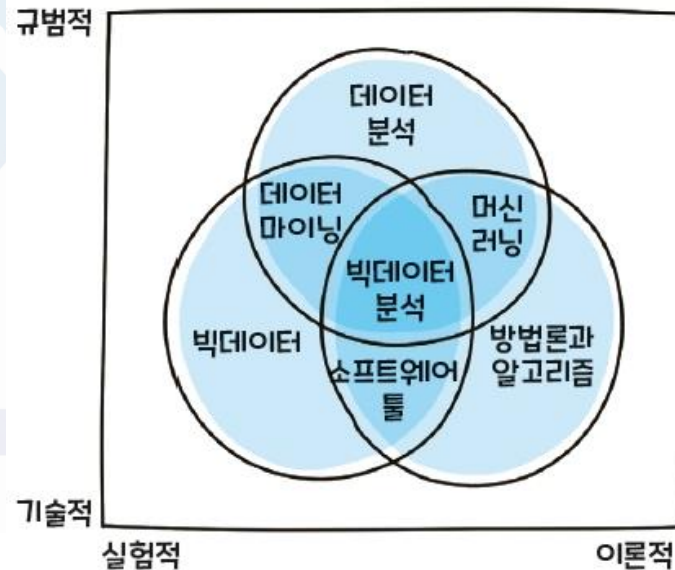 규범적
데이터
분석
데이터
마이닝
머신
러닝
빅데이터
분석
빅데이터
방법론과
알고리즘
소프트웨어
툴
기술적
실험적
이론적